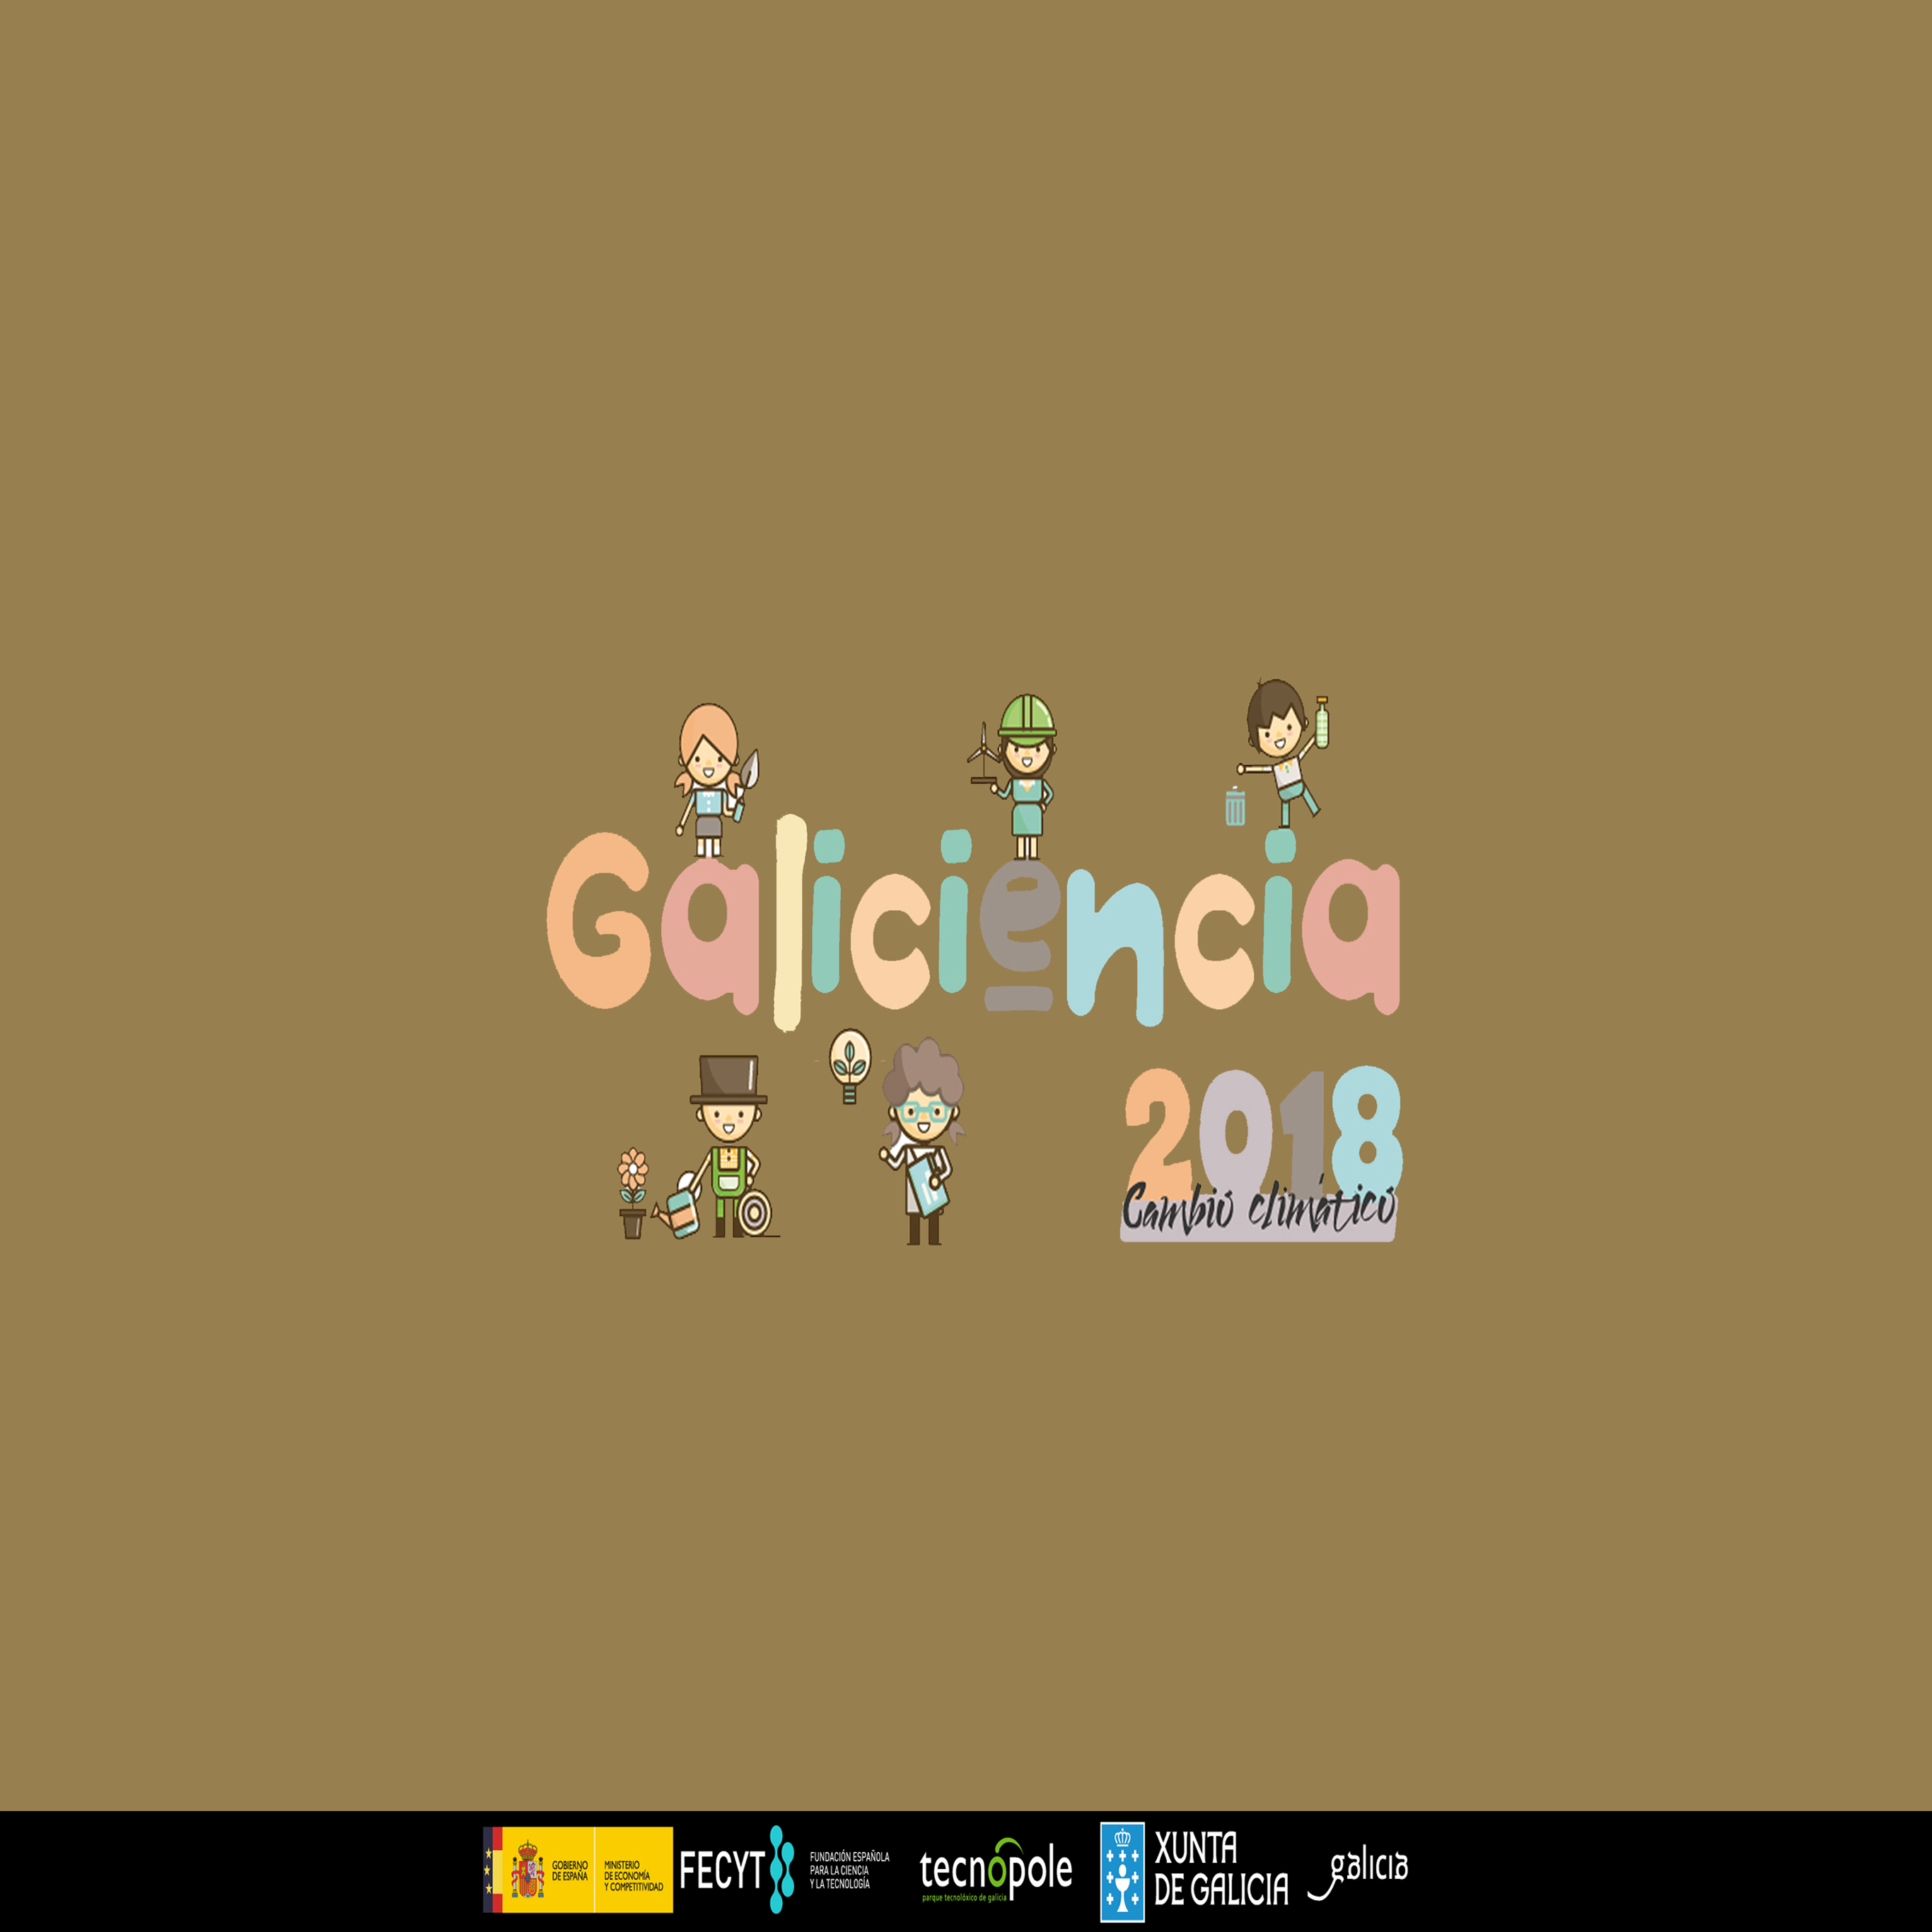 Galiciencia
2018
Cambio climático
GOBIERNO
DE ESPAÑA
MINISTERIO
DE ECONOMÍA
Y COMPETITIVIDAD
FECYT
FUNDACIÓN ESPAÑOLA
PARA LA CIENCIA
Y LA TECNOLOGÍA
tecnópole
parque tecnolóxico de galicia
XUNTA
DE GALICIA
galicia